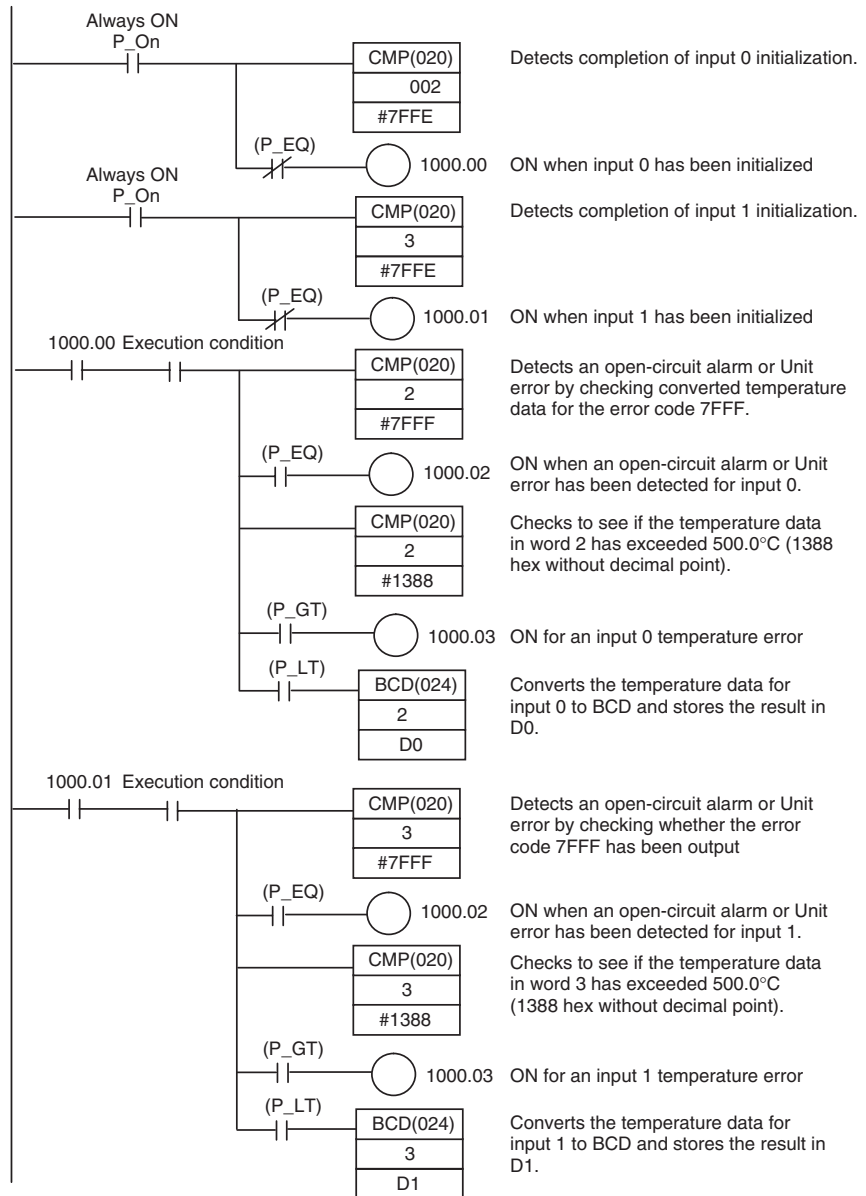 Always ON
P_On
CMP(020)
Detects completion of input 0 initialization.
002
#7FFE
(P_EQ)
1000.00
ON when input 0 has been initialized
Always ON
P_On
CMP(020)
Detects completion of input 1 initialization.
3
#7FFE
(P_EQ)
1000.01
ON when input 1 has been initialized
1000.00 Execution condition
CMP(020)
2
#7FFF
Detects an open-circuit alarm or Unit
error by checking converted temperature
data for the error code 7FFF.
(P_EQ)
1000.02
ON when an open-circuit alarm or Unit
error has been detected for input 0.
CMP(020)
2
#1388
Checks to see if the temperature data
in word 2 has exceeded 500.0°C (1388
hex without decimal point).
(P_GT)
1000.03
ON for an input 0 temperature error
(P_LT)
BCD(024)
2
D0
Converts the temperature data for
input 0 to BCD and stores the result in
D0.
1000.01 Execution condition
CMP(020)
3
#7FFF
Detects an open-circuit alarm or Unit
error by checking whether the error
code 7FFF has been output
(P_EQ)
1000.02
ON when an open-circuit alarm or Unit
error has been detected for input 1.
CMP(020)
3
#1388
Checks to see if the temperature data
in word 3 has exceeded 500.0°C
(1388 hex without decimal point).
(P_GT)
1000.03
ON for an input 1 temperature error
(P_LT)
BCD(024)
3
D1
Converts the temperature data for
input 1 to BCD and stores the result in
D1.